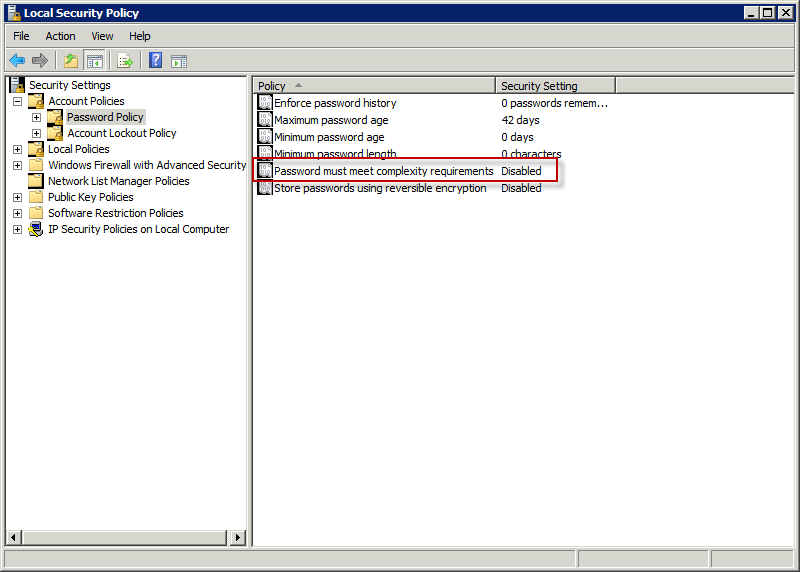 Local Security Policy
File Action View Help
Security Settings
Account Policies
Password Policy
Account Lockout Policy
Local Policies
Windows Firewall with Advanced Security
Network List Manager Policies
Public Key Policies
Software Restriction Policies
IP Security Policies on Local Computer
Policy Security Setting
Enforce password history 0 passwords remem...
Maximum password age 42 days
Minimum password age 0 days
Minimum password length 0 characters
Password must meet complexity requirements Disabled
Store passwords using reversible encryption Disabled